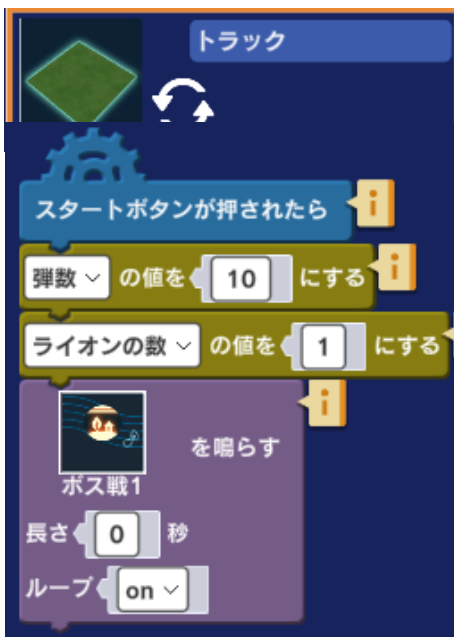 トラック
スタートボタンが押されたら i
弾数 の値を 10 にする i
ライオンの数 の値を 1 にする
i
を鳴らす
ボス戦1
長さ 0 秒
ループ on